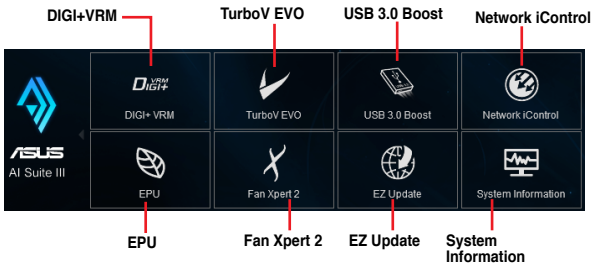 DIGI+VRM
TurboV EVO
USB 3.0 Boost
Network iControl
DIGI+ VRM
DIGI+ VRM
TurboV EVO
USB 3.0 Boost
Network iControl
ASUS
AI Suite III
EPU
Fan Xpert 2
EZ Update
System Information
EPU
Fan Xpert 2
EZ Update
System
Information